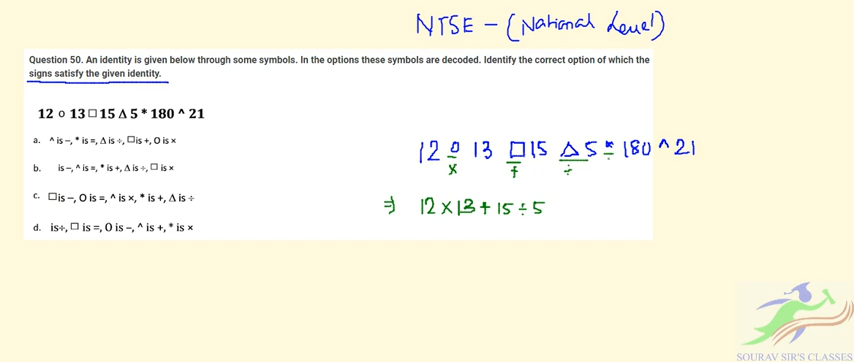 NTSE - (National Level)
Question 50. An identity is given below through some symbols. In the options these symbols are decoded. Identify the correct option of which the
signs satisfy the given identity.
12 o 13 □ 15 Δ 5 * 180 ^ 21
a. ^ is –, * is =, Δ is ÷, □ is +, O is ×
b. is –, ^ is =, * is +, Δ is ÷, □ is ×
c. □ is –, O is =, ^ is ×, * is +, Δ is ÷
d. is÷, □ is =, O is –, ^ is +, * is ×
12 o 13 □ 15 Δ 5 * 180 ^ 21
× + ÷ =
⇒ 12 × 13 + 15 ÷ 5
SOURAV SIR'S CLASSES